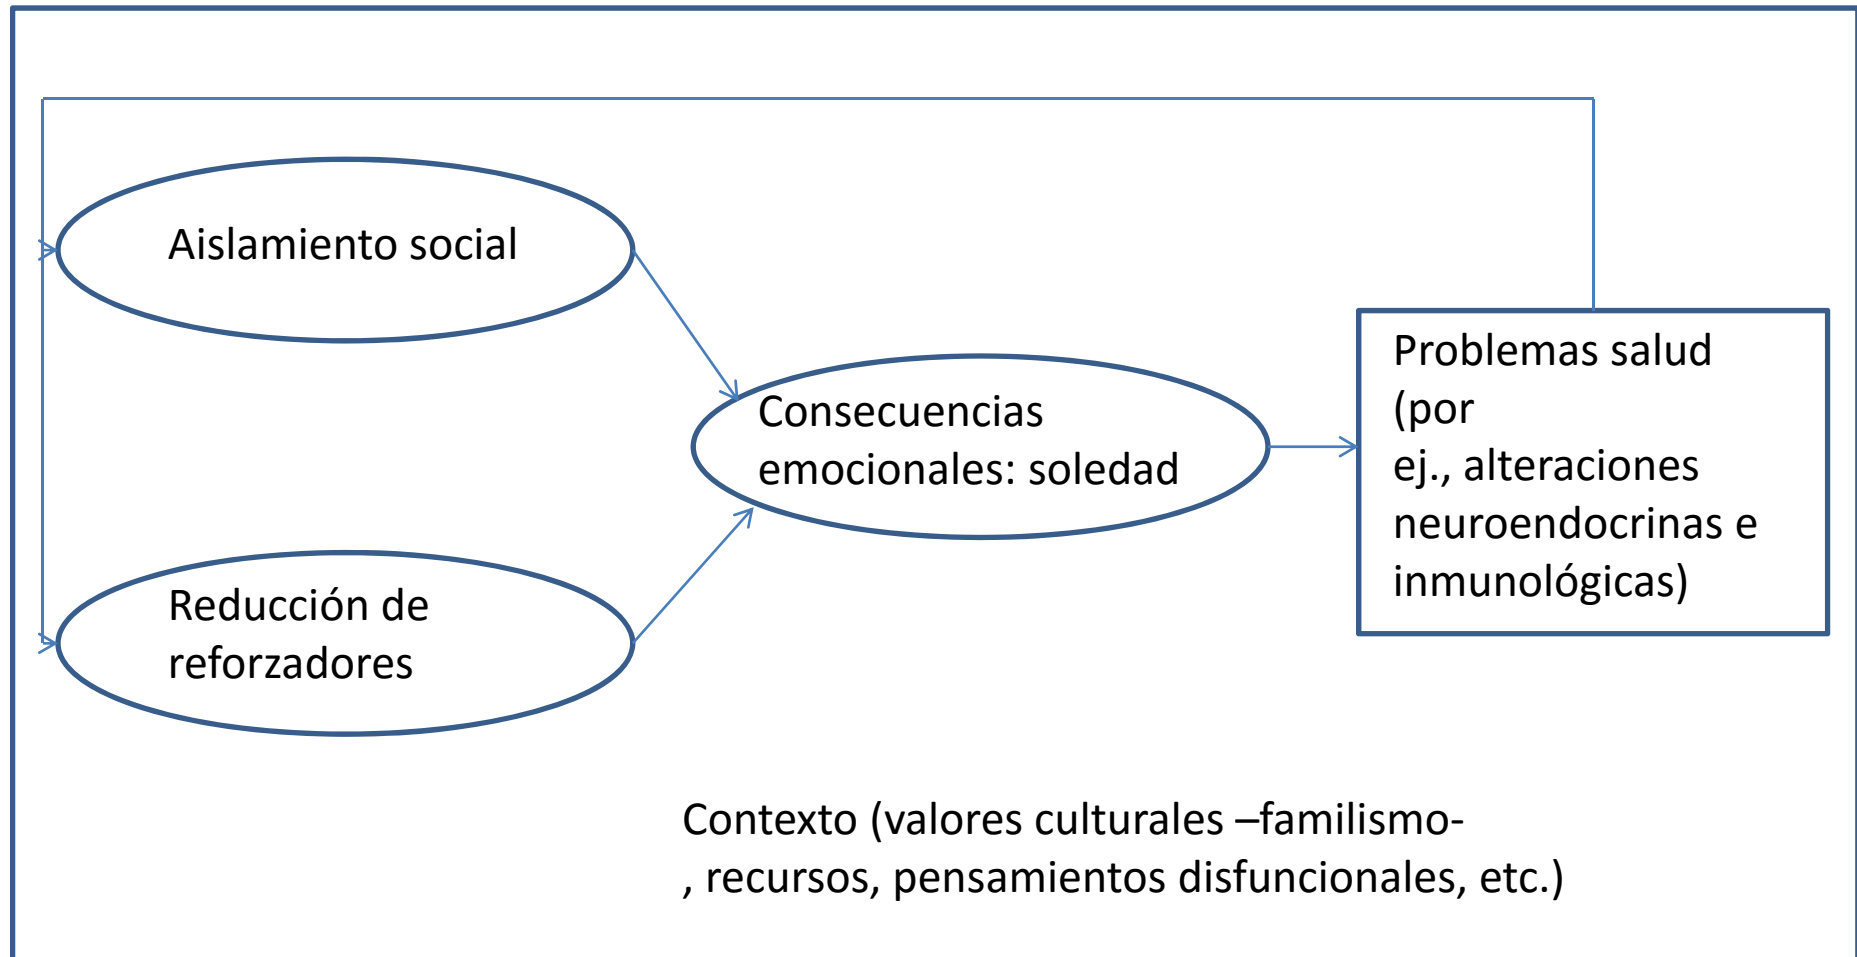 Aislamiento social
Consecuencias
emocionales: soledad
Problemas salud
(por
ej., alteraciones
neuroendocrinas e
inmunológicas)
Reducción de
reforzadores
Contexto (valores culturales –familismo-
, recursos, pensamientos disfuncionales, etc.)